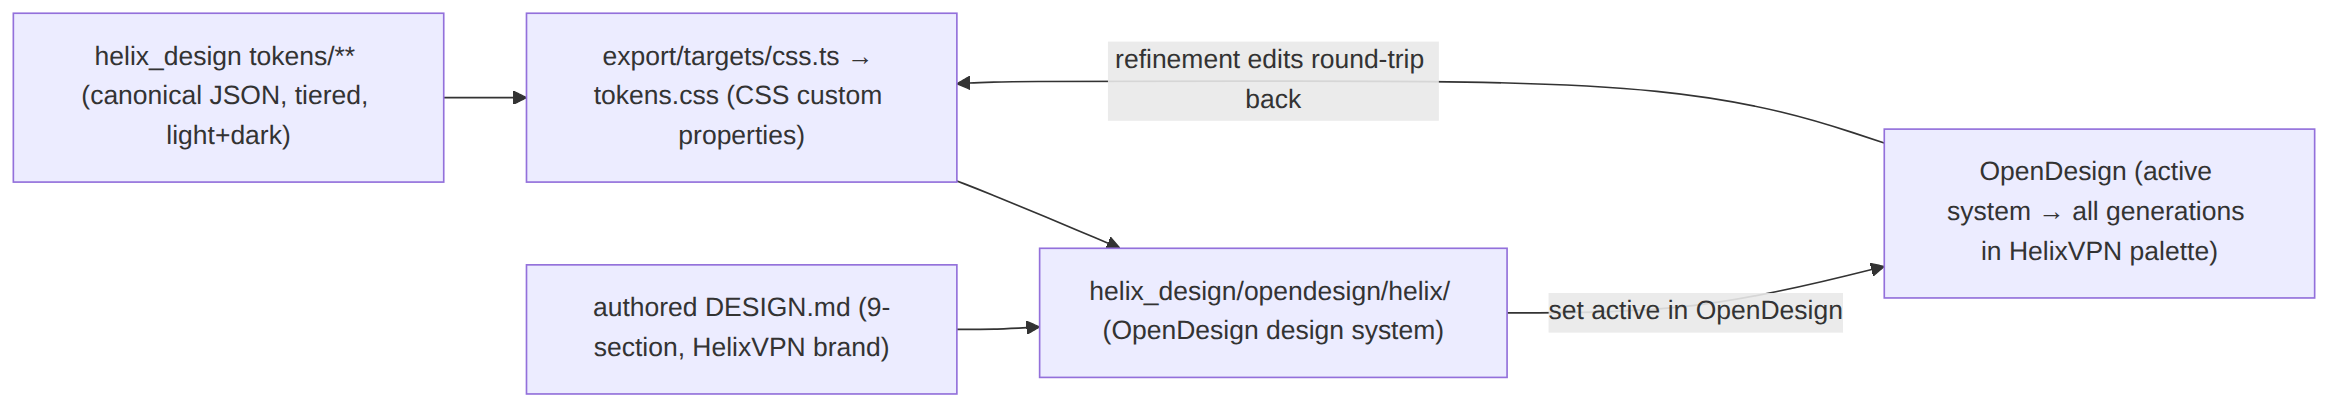 helix_design tokens/**
(canonical JSON, tiered,
light+dark)
export/targets/css.ts →
tokens.css (CSS custom
properties)
refinement edits round-trip
back
OpenDesign (active
system → all generations
in HelixVPN palette)
authored DESIGN.md (9-
section, HelixVPN brand)
helix_design/opendesign/helix/
(OpenDesign design system)
set active in OpenDesign